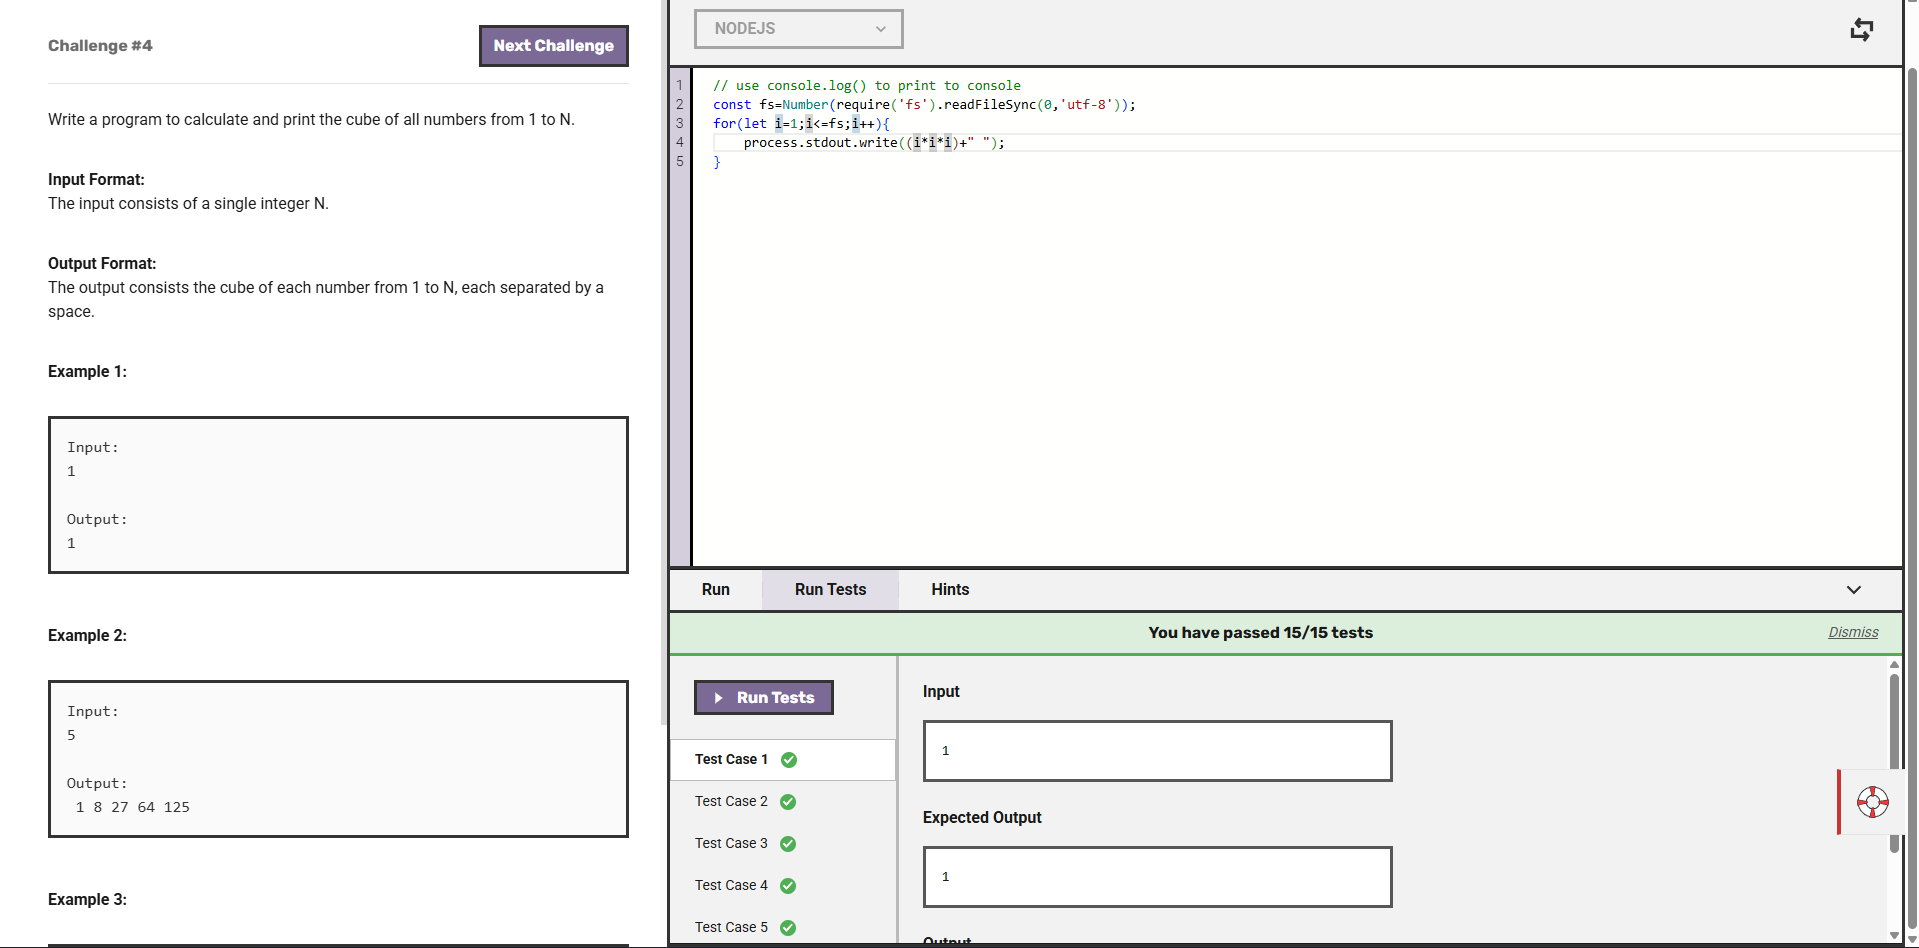 Challenge #4
Next Challenge
Write a program to calculate and print the cube of all numbers from 1 to N.
Input Format:
The input consists of a single integer N.
Output Format:
The output consists the cube of each number from 1 to N, each separated by a
space.
Example 1:
Input:
1
Output:
1
Example 2:
Input:
5
Output:
1 8 27 64 125
Example 3:
NODEJS
1 // use console.log() to print to console
2 const fs=Number(require('fs').readFileSync(0,'utf-8'));
3 for(let i=1;i<=fs;i++){
4     process.stdout.write((i*i*i)+" ");
5 }
Run Run Tests Hints
You have passed 15/15 tests Dismiss
Run Tests
Test Case 1
Test Case 2
Test Case 3
Test Case 4
Test Case 5
Input
1
Expected Output
1
Output